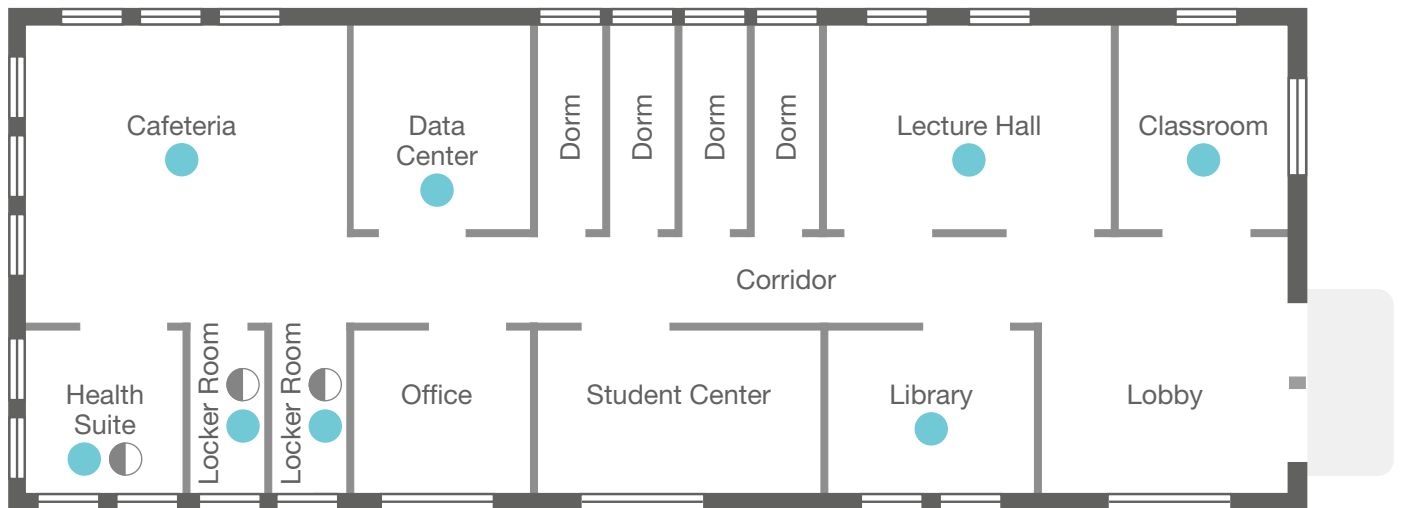 Cafeteria
Data
Center
Dorm
Dorm
Dorm
Dorm
Lecture Hall
Classroom
Corridor
Health
Suite
Locker Room
Locker Room
Office
Student Center
Library
Lobby